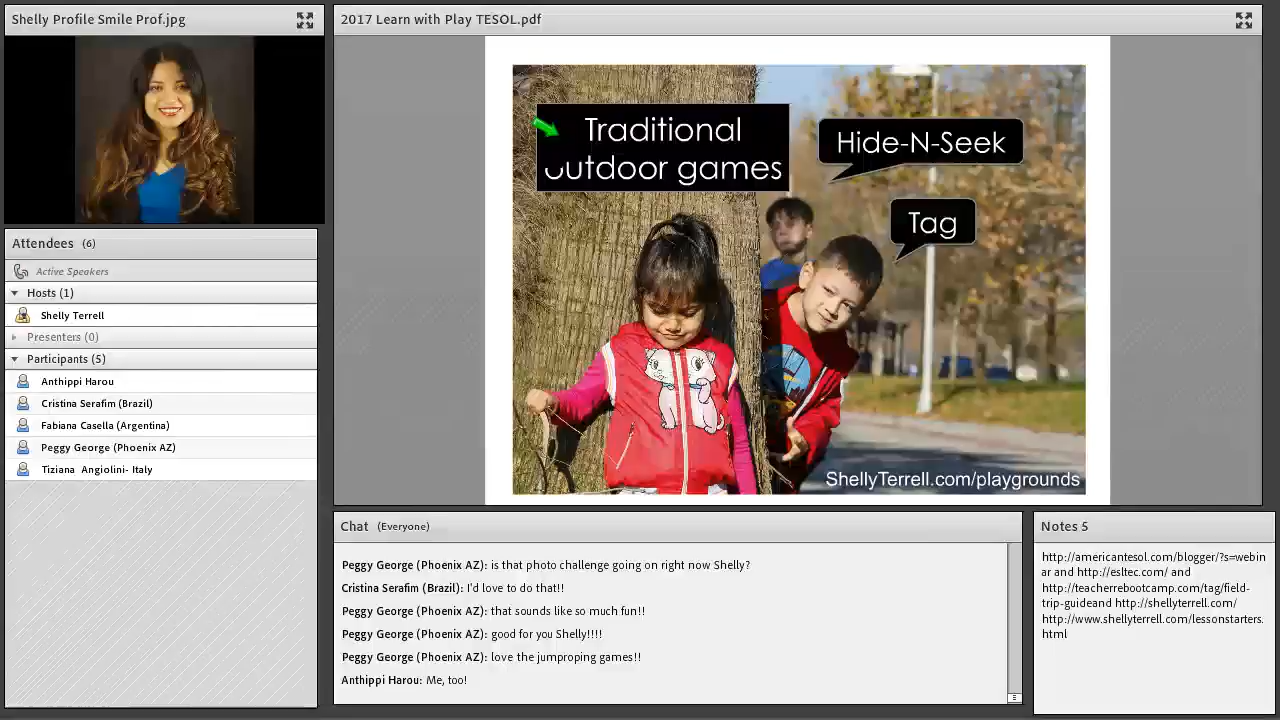 Shelly Profile Smile Prof.jpg
2017 Learn with Play TESOL.pdf
Traditional
outdoor games
Hide-N-Seek
Tag
ShellyTerrell.com/playgrounds
Attendees (6)
Active Speakers
Hosts (1)
Shelly Terrell
Presenters (0)
Participants (5)
Anthippi Harou
Cristina Serafim (Brazil)
Fabiana Casella (Argentina)
Peggy George (Phoenix AZ)
Tiziana Angiolini- Italy
Chat (Everyone)
Peggy George (Phoenix AZ): is that photo challenge going on right now Shelly?
Cristina Serafim (Brazil): I'd love to do that!!
Peggy George (Phoenix AZ): that sounds like so much fun!!
Peggy George (Phoenix AZ): good for you Shelly!!!!
Peggy George (Phoenix AZ): love the jumproping games!!
Anthippi Harou: Me, too!
Notes 5
http://americantesol.com/blogger/?s=webin
ar and http://esltec.com/ and
http://teacherrebootcamp.com/tag/field-
trip-guideand http://shellyterrell.com/
http://www.shellyterrell.com/lessonstarters.
html